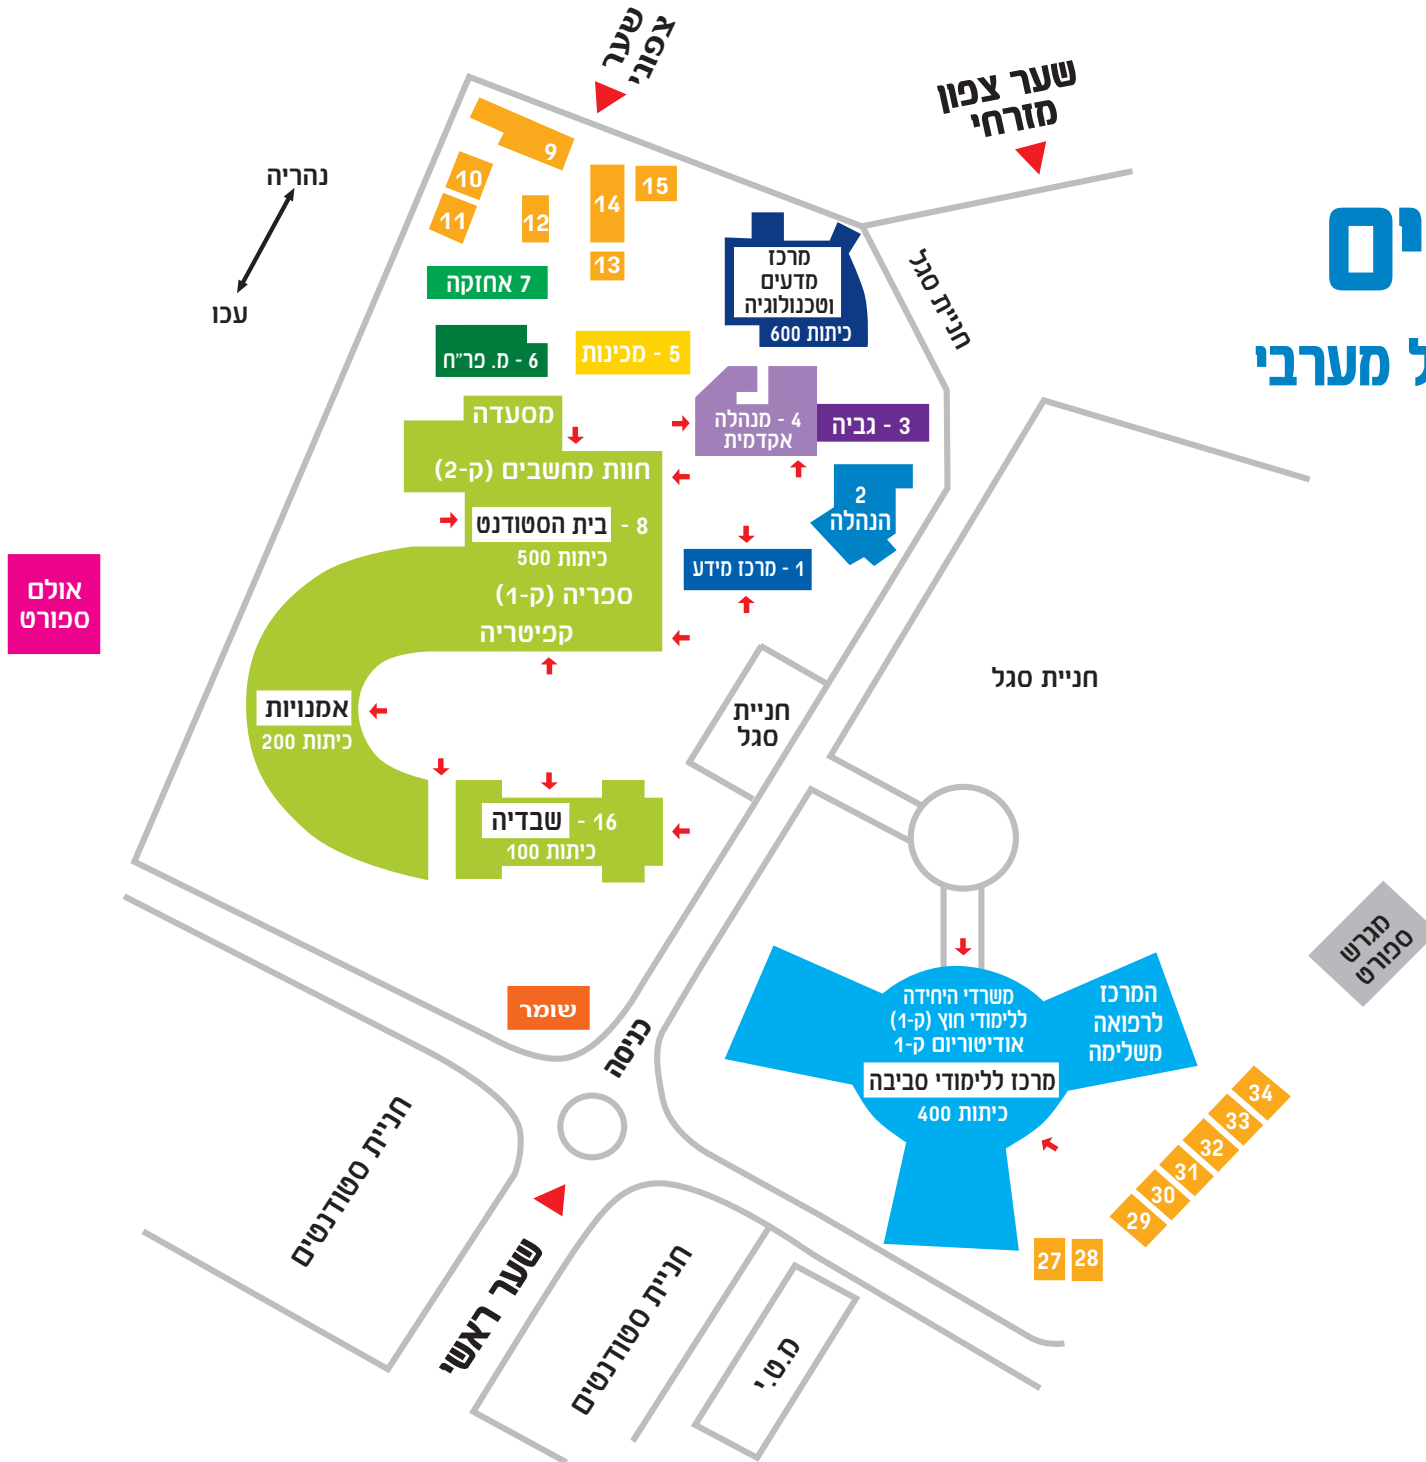 שער
צפוני
שער צפון
מזרחי
נהריה
עכו
ים
ל מערבי
9
10
11
12
14
15
13
7 אחזקה
6 - מ. פר"ח
5 - מכינות
מרכז
מדעים
וטכנולוגיה
כיתות 600
חניית סגל
4 - מנהלה
אקדמית
3 - גביה
2
הנהלה
1 - מרכז מידע
מסעדה
חוות מחשבים (ק-2)
8 - בית הסטודנט
כיתות 500
ספריה (ק-1)
קפיטריה
אולם
ספורט
אמנויות
כיתות 200
16 - שבדיה
כיתות 100
חניית
סגל
חניית סגל
מגרש
ספורט
שומר
כניסה
משרדי היחידה
ללימודי חוץ (ק-1)
אודיטוריום ק-1
מרכז ללימודי סביבה
כיתות 400
המרכז
לרפואה
משלימה
34
33
32
31
30
29
28
27
חניית סטודנטים
שער ראשי
חניית סטודנטים
מ.ט.י